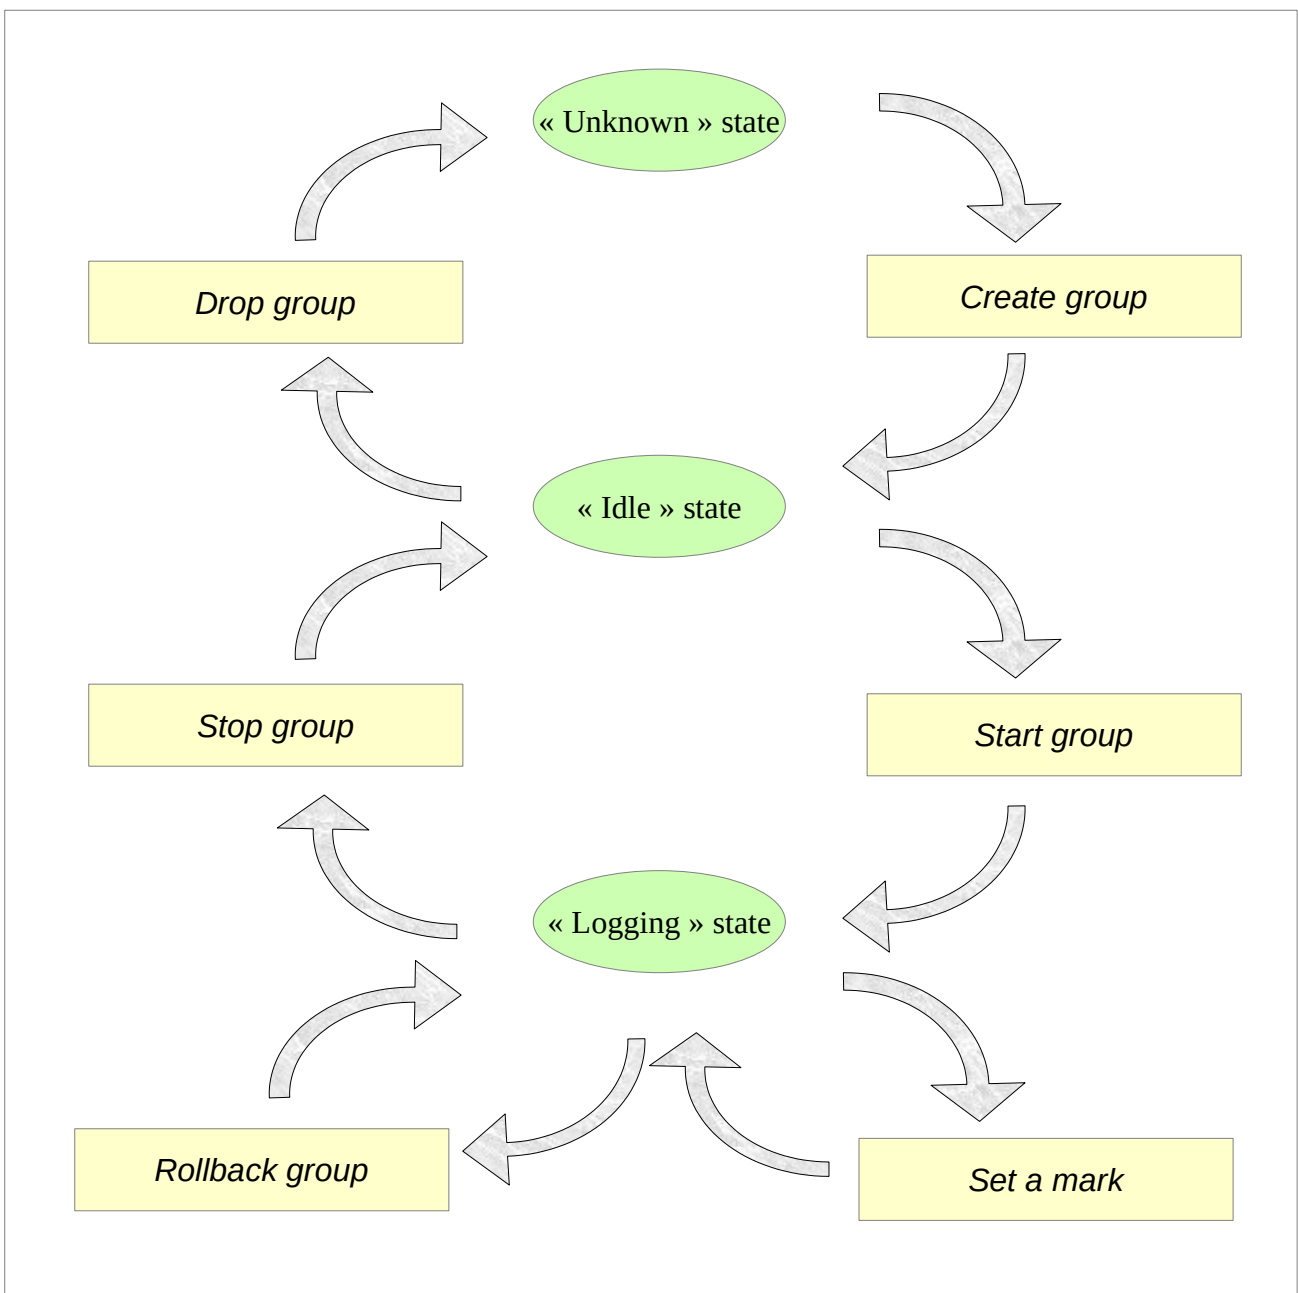 « Unknown » state
Drop group
Create group
« Idle » state
Stop group
Start group
« Logging » state
Rollback group
Set a mark